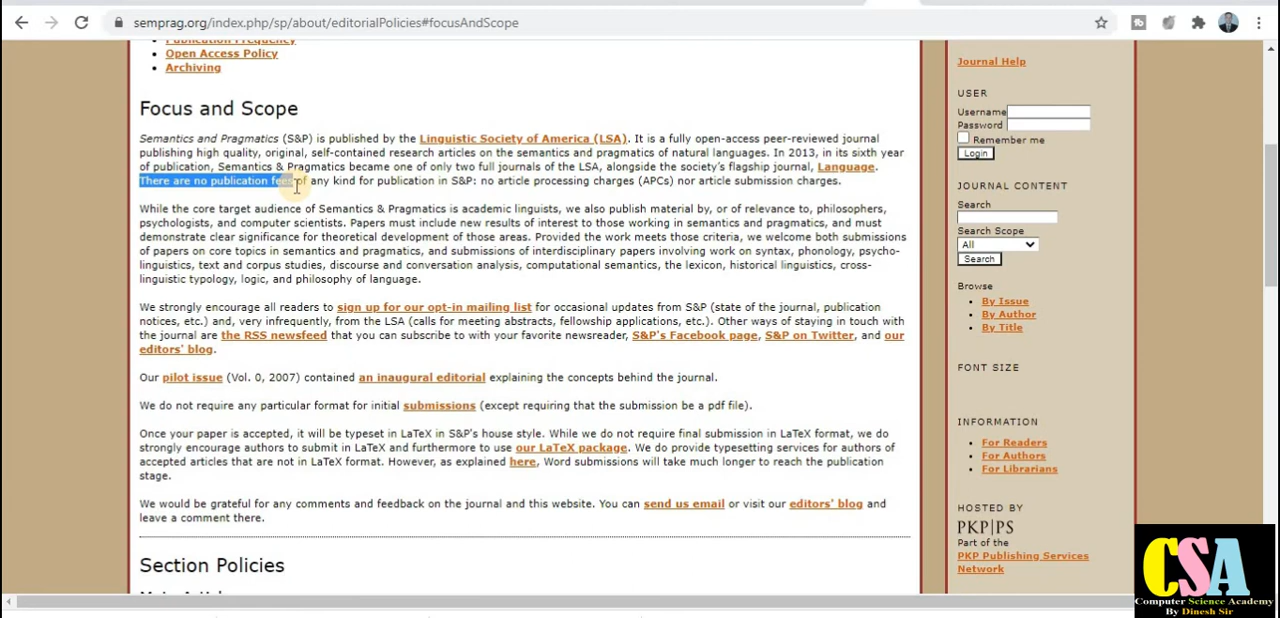 semprag.org/index.php/sp/about/editorialPolicies#focusAndScope
Publication Frequency
Open Access Policy
Archiving
Focus and Scope
Semantics and Pragmatics (S&P) is published by the Linguistic Society of America (LSA). It is a fully open-access peer-reviewed journal
publishing high quality, original, self-contained research articles on the semantics and pragmatics of natural languages. In 2013, in its sixth year
of publication, Semantics & Pragmatics became one of only two full journals of the LSA, alongside the society's flagship journal, Language.
There are no publication fees of any kind for publication in S&P: no article processing charges (APCs) nor article submission charges.
While the core target audience of Semantics & Pragmatics is academic linguists, we also publish material by, or of relevance to, philosophers,
psychologists, and computer scientists. Papers must include new results of interest to those working in semantics and pragmatics, and must
demonstrate clear significance for theoretical development of those areas. Provided the work meets those criteria, we welcome both submissions
of papers on core topics in semantics and pragmatics, and submissions of interdisciplinary papers involving work on syntax, phonology, psycho-
linguistics, text and corpus studies, discourse and conversation analysis, computational semantics, the lexicon, historical linguistics, cross-
linguistic typology, logic, and philosophy of language.
We strongly encourage all readers to sign up for our opt-in mailing list for occasional updates from S&P (state of the journal, publication
notices, etc.) and, very infrequently, from the LSA (calls for meeting abstracts, fellowship applications, etc.). Other ways of staying in touch with
the journal are the RSS newsfeed that you can subscribe to with your favorite newsreader, S&P's Facebook page, S&P on Twitter, and our
editors' blog.
Our pilot issue (Vol. 0, 2007) contained an inaugural editorial explaining the concepts behind the journal.
We do not require any particular format for initial submissions (except requiring that the submission be a pdf file).
Once your paper is accepted, it will be typeset in LaTeX in S&P's house style. While we do not require final submission in LaTeX format, we do
strongly encourage authors to submit in LaTeX and furthermore to use our LaTeX package. We do provide typesetting services for authors of
accepted articles that are not in LaTeX format. However, as explained here, Word submissions will take much longer to reach the publication
stage.
We would be grateful for any comments and feedback on the journal and this website. You can send us email or visit our editors' blog and
leave a comment there.
Section Policies
Journal Help
USER
Username
Password
Remember me
Login
JOURNAL CONTENT
Search
Search Scope
All
Search
Browse
By Issue
By Author
By Title
FONT SIZE
INFORMATION
For Readers
For Authors
For Librarians
HOSTED BY
PKP|PS
Part of the
PKP Publishing Services
Network
CSA
Computer Science Academy
By Dinesh Sir